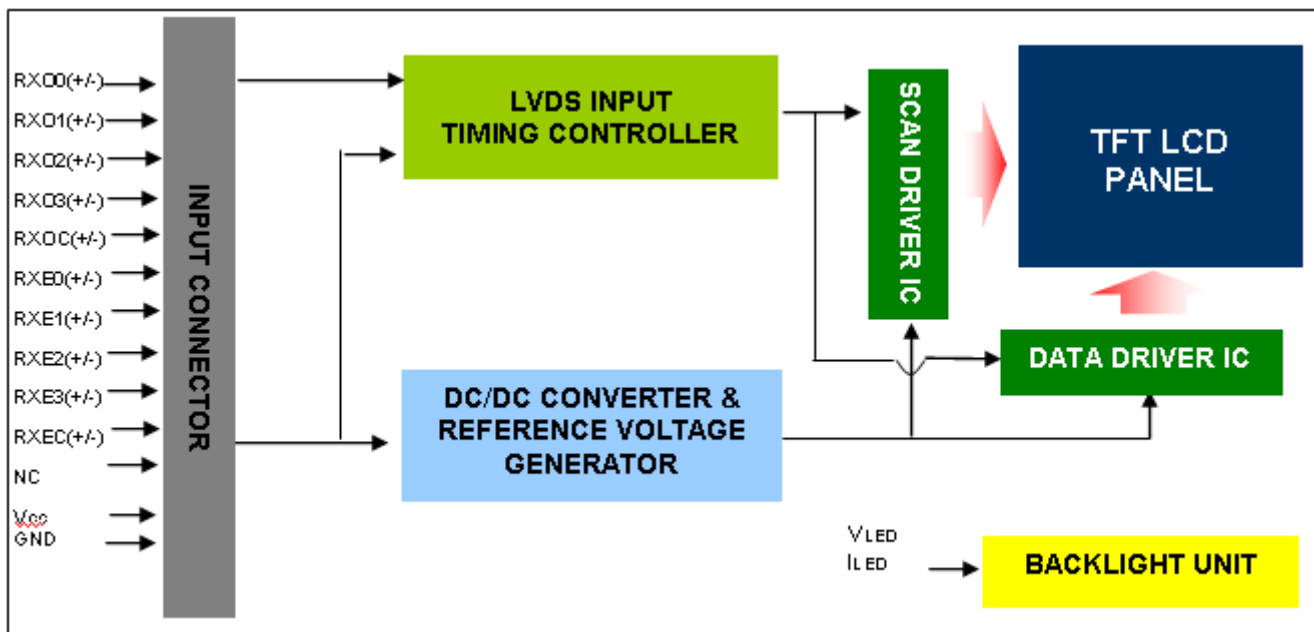 RXO0(+/-)
RXO1(+/-)
RXO2(+/-)
RXO3(+/-)
RXOC(+/-)
RXE0(+/-)
RXE1(+/-)
RXE2(+/-)
RXE3(+/-)
RXEC(+/-)
NC
Vcc
GND
INPUT CONNECTOR
LVDS INPUT
TIMING CONTROLLER
DC/DC CONVERTER &
REFERENCE VOLTAGE
GENERATOR
SCAN DRIVER IC
TFT LCD
PANEL
DATA DRIVER IC
VLED
ILED
BACKLIGHT UNIT